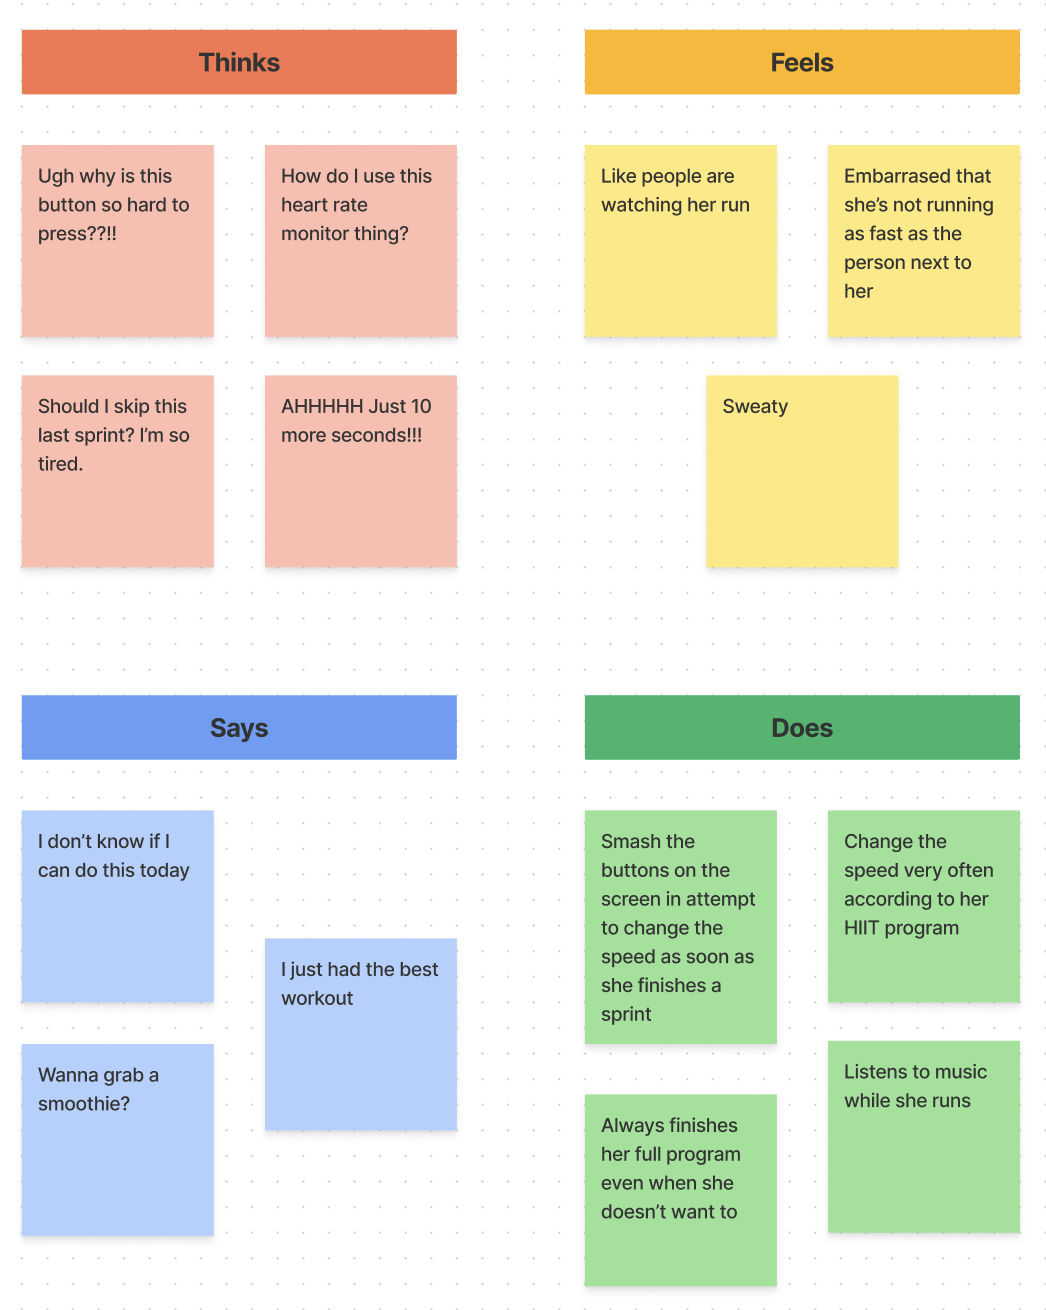 Thinks
Ugh why is this
button so hard to
press??!!
How do I use this
heart rate
monitor thing?
Should I skip this
last sprint? I'm so
tired.
AHHHHH Just 10
more seconds!!!
Feels
Like people are
watching her run
Embarrased that
she's not running
as fast as the
person next to
her
Sweaty
Says
I don't know if I
can do this today
I just had the best
workout
Wanna grab a
smoothie?
Does
Smash the
buttons on the
screen in attempt
to change the
speed as soon as
she finishes a
sprint
Change the
speed very often
according to her
HIIT program
Always finishes
her full program
even when she
doesn't want to
Listens to music
while she runs